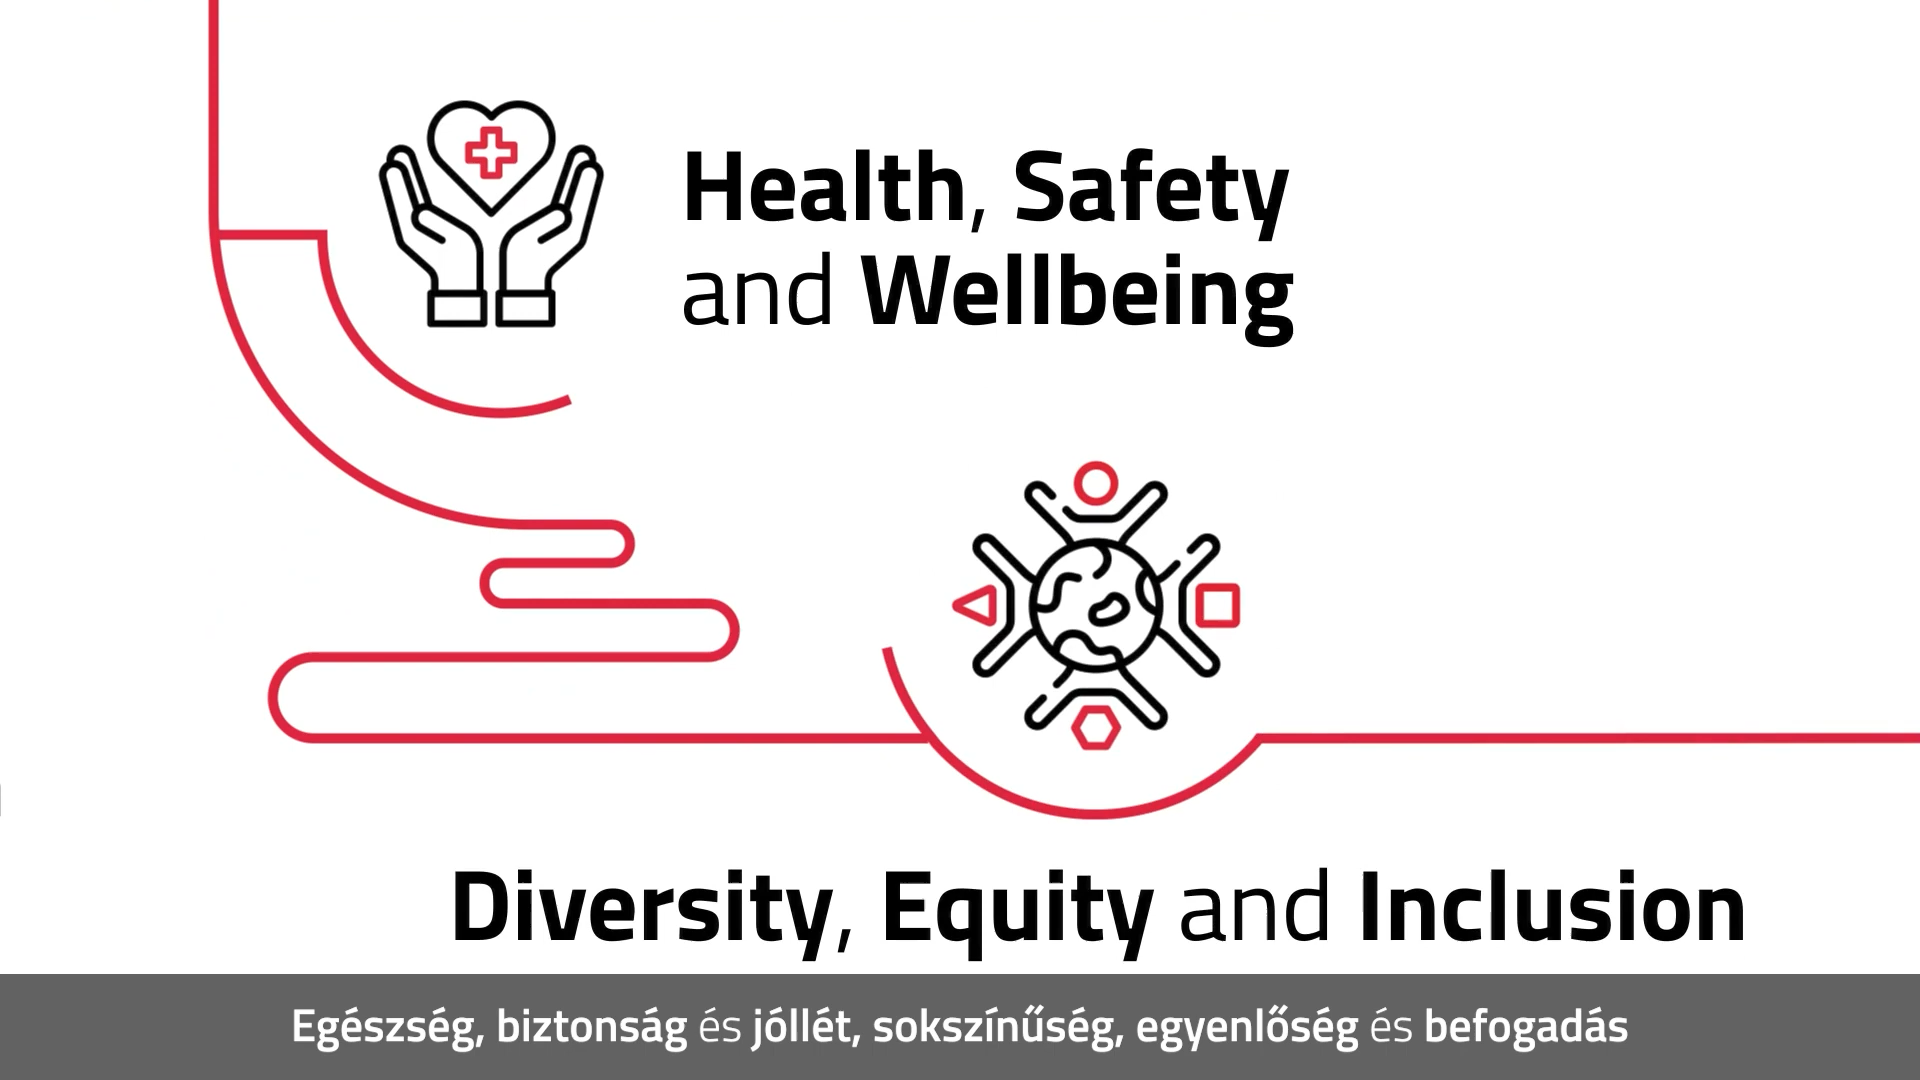 Health, Safety
and Wellbeing
Diversity, Equity and Inclusion
Egészség, biztonság és jóllét, sokszínűség, egyenlőség és befogadás